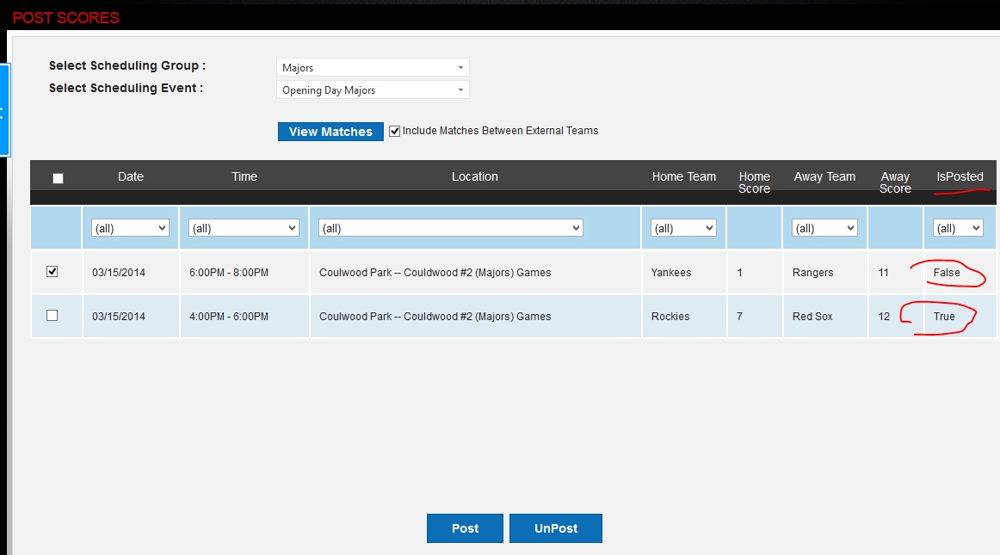 POST SCORES
Select Scheduling Group : Majors
Select Scheduling Event : Opening Day Majors
View Matches Include Matches Between External Teams
Date Time Location Home Team Home Score Away Team Away Score IsPosted
(all) (all) (all) (all) (all) (all)
03/15/2014 6:00PM - 8:00PM Coulwood Park -- Couldwood #2 (Majors) Games Yankees 1 Rangers 11 False
03/15/2014 4:00PM - 6:00PM Coulwood Park -- Couldwood #2 (Majors) Games Rockies 7 Red Sox 12 True
Post UnPost